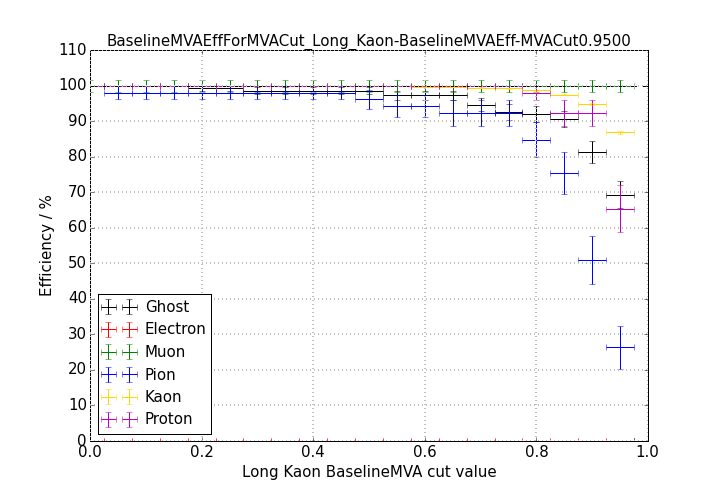 BaselineMVAEffForMVACut_Long_Kaon-BaselineMVAEff-MVACut0.9500
110
100
90
80
70
60
50
40
30
20
10
0
Efficiency / %
Ghost
Electron
Muon
Pion
Kaon
Proton
0.0 0.2 0.4 0.6 0.8 1.0
Long Kaon BaselineMVA cut value